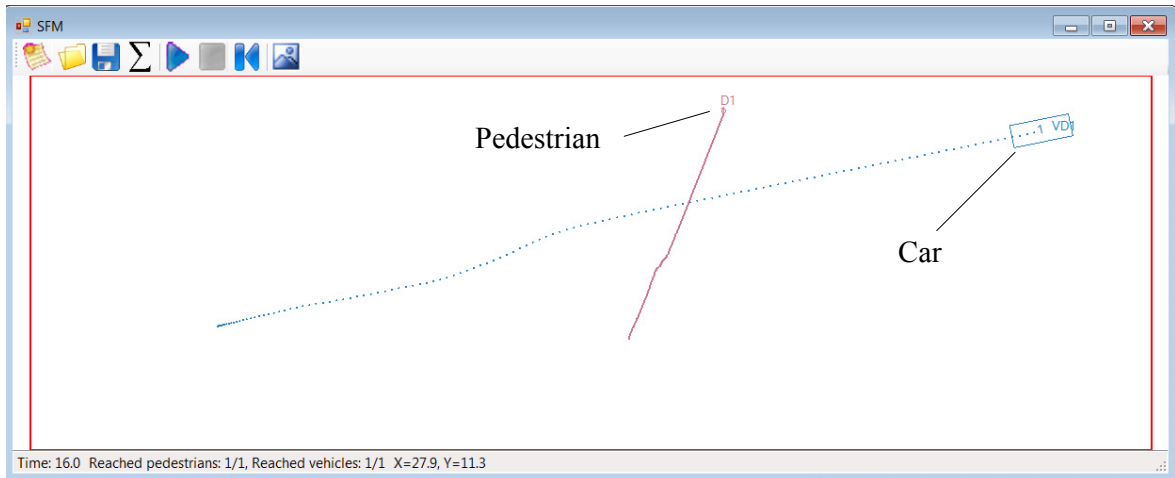 SFM
D1
Pedestrian
1 VD1
Car
Time: 16.0 Reached pedestrians: 1/1, Reached vehicles: 1/1 X=27.9, Y=11.3